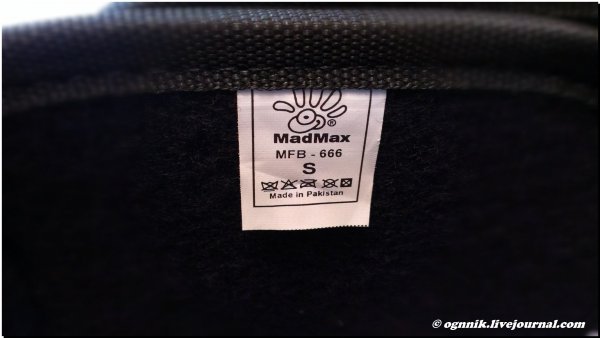 ®
MadMax
MFB - 666
S
Made in Pakistan
© ognnik.livejournal.com